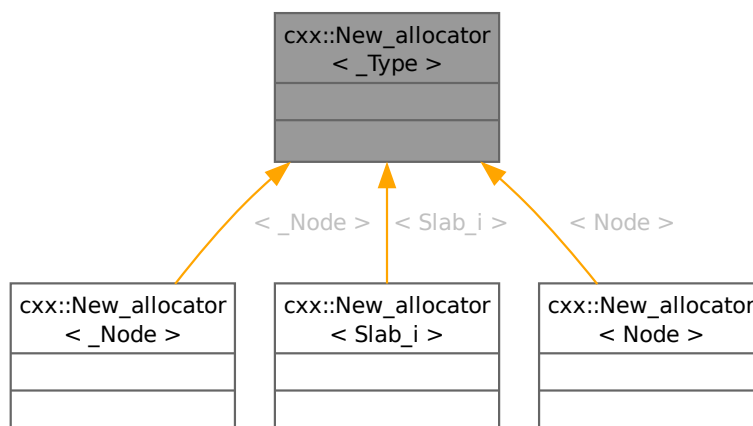 cxx::New_allocator
< _Type >
< _Node >
< Slab_i >
< Node >
cxx::New_allocator
< _Node >
cxx::New_allocator
< Slab_i >
cxx::New_allocator
< Node >